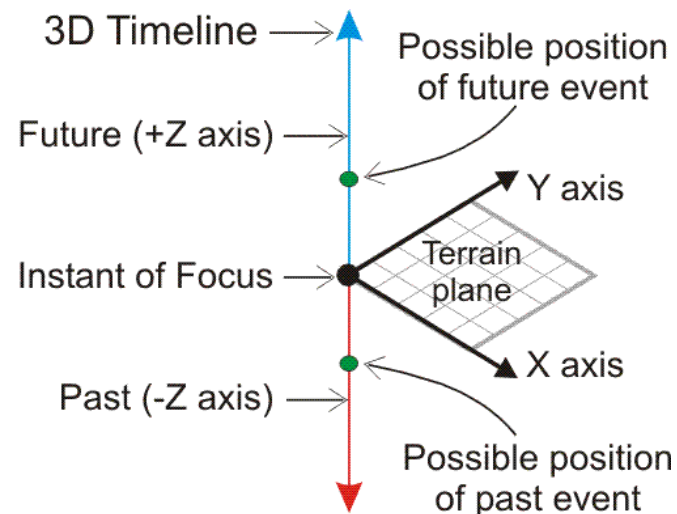 3D Timeline
Possible position
of future event
Future (+Z axis)
Y axis
Terrain
plane
Instant of Focus
X axis
Past (-Z axis)
Possible position
of past event